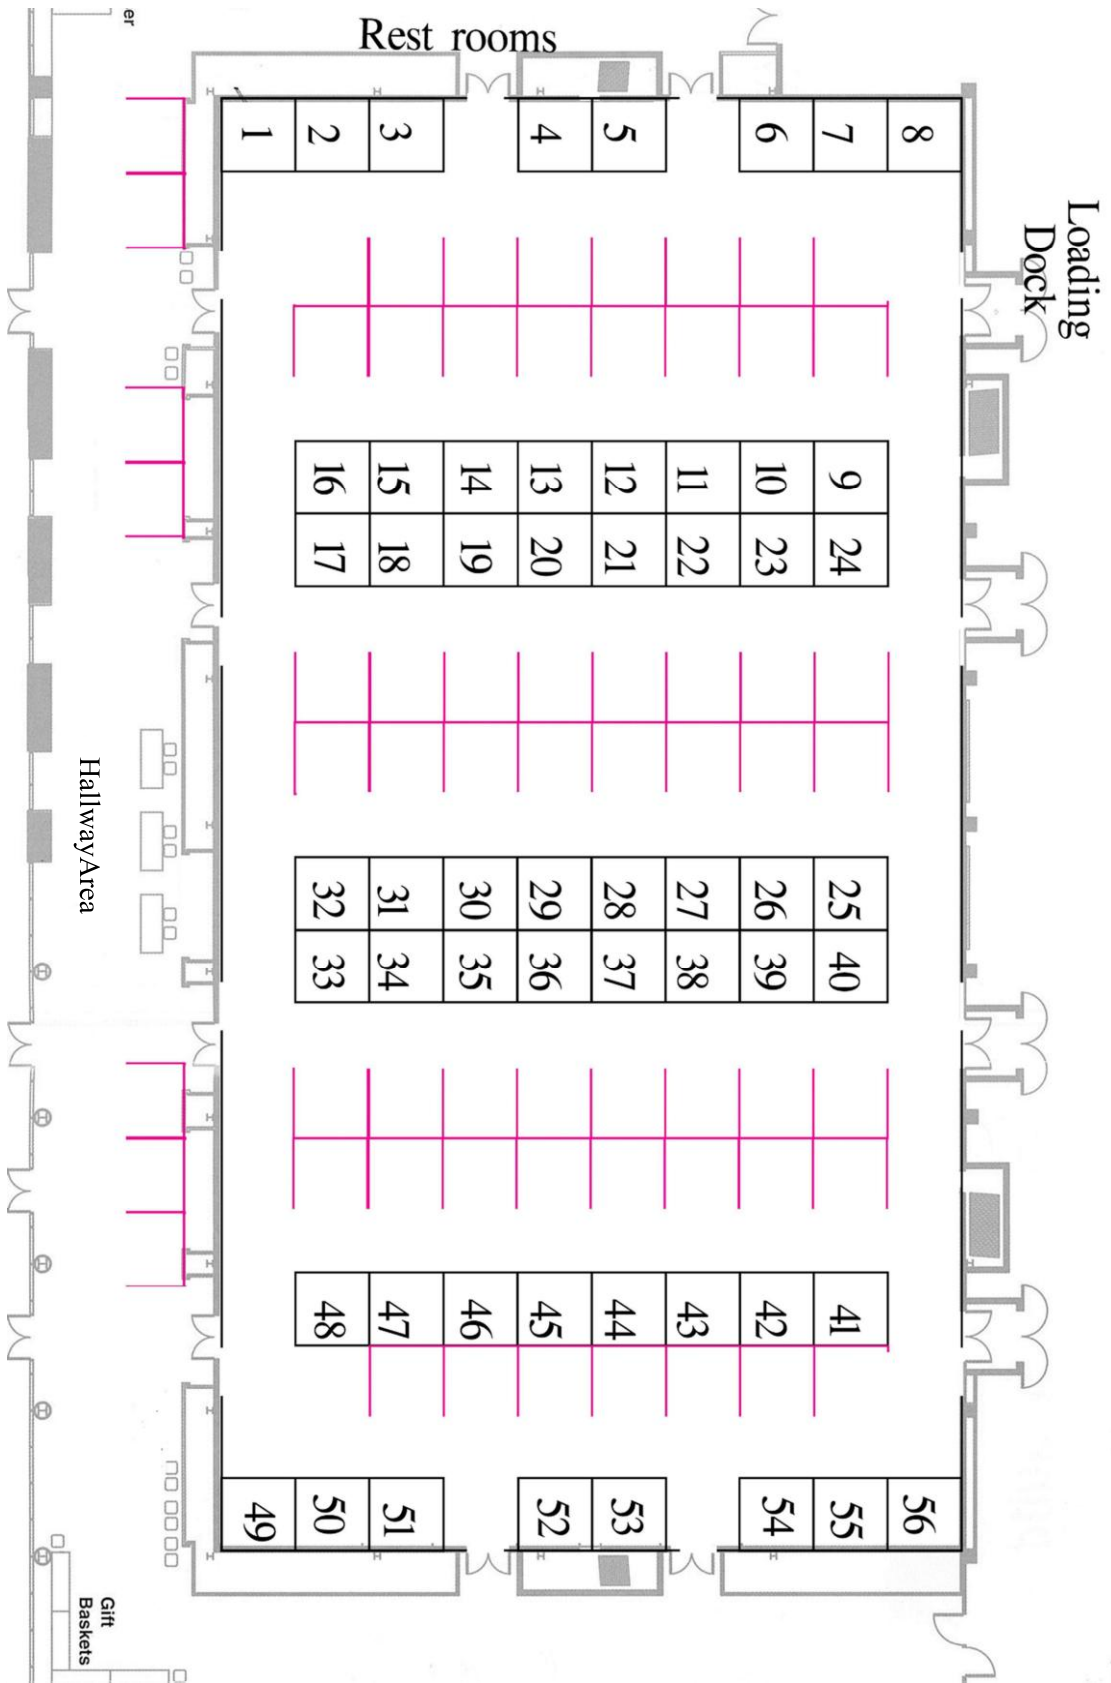 er
Rest rooms
1 2 3 4 5 6 7 8
Loading
Dock
16 15 14 13 12 11 10 9
17 18 19 20 21 22 23 24
Hallway Area
32 31 30 29 28 27 26 25
33 34 35 36 37 38 39 40
48 47 46 45 44 43 42 41
49 50 51 52 53 54 55 56
Gift
Baskets